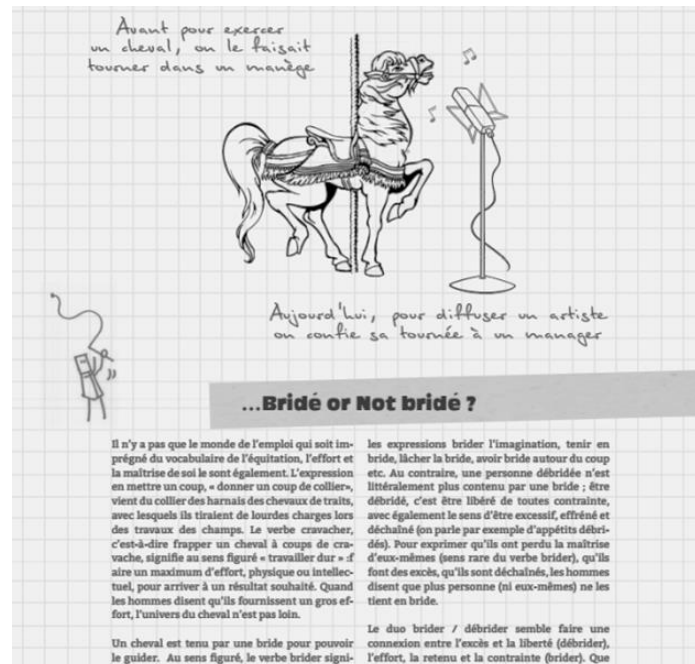 Avant pour exercer
un cheval, on le faisait
tourner dans un manège
Aujourd'hui, pour diffuser un artiste
on confie sa tournée à un manager
...Bridé or Not bridé ?
Il n'y a pas que le monde de l'emploi qui soit im-
prégné du vocabulaire de l'équitation, l'effort et
la maîtrise de soi le sont également. L'expression
en mettre un coup, « donner un coup de collier»,
vient du collier des harnais des chevaux de traits,
avec lesquels ils tiraient de lourdes charges lors
des travaux des champs. Le verbe cravacher,
c'est-à-dire frapper un cheval à coups de cra-
vache, signifie au sens figuré « travailler dur » :f
aire un maximum d'effort, physique ou intellec-
tuel, pour arriver à un résultat souhaité. Quand
les hommes disent qu'ils fournissent un gros ef-
fort, l'univers du cheval n'est pas loin.
Un cheval est tenu par une bride pour pouvoir
le guider. Au sens figuré, le verbe brider signi-
les expressions brider l'imagination, tenir en
bride, lâcher la bride, avoir bride autour du coup
etc. Au contraire, une personne débridée n'est
littéralement plus contenu par une bride ; être
débridé, c'est être libéré de toutes contrainte,
avec également le sens d'être excessif, effréné et
déchaîné (on parle par exemple d'appétits débri-
dés). Pour exprimer qu'ils ont perdu la maîtrise
d'eux-mêmes (sens rare du verbe brider), qu'ils
font des excès, qu'ils sont déchaînés, les hommes
disent que plus personne (ni eux-mêmes) ne les
tient en bride.
Le duo brider / débrider semble faire une
connexion entre l'excès et la liberté (débrider),
l'effort, la retenu et la contrainte (brider). Que